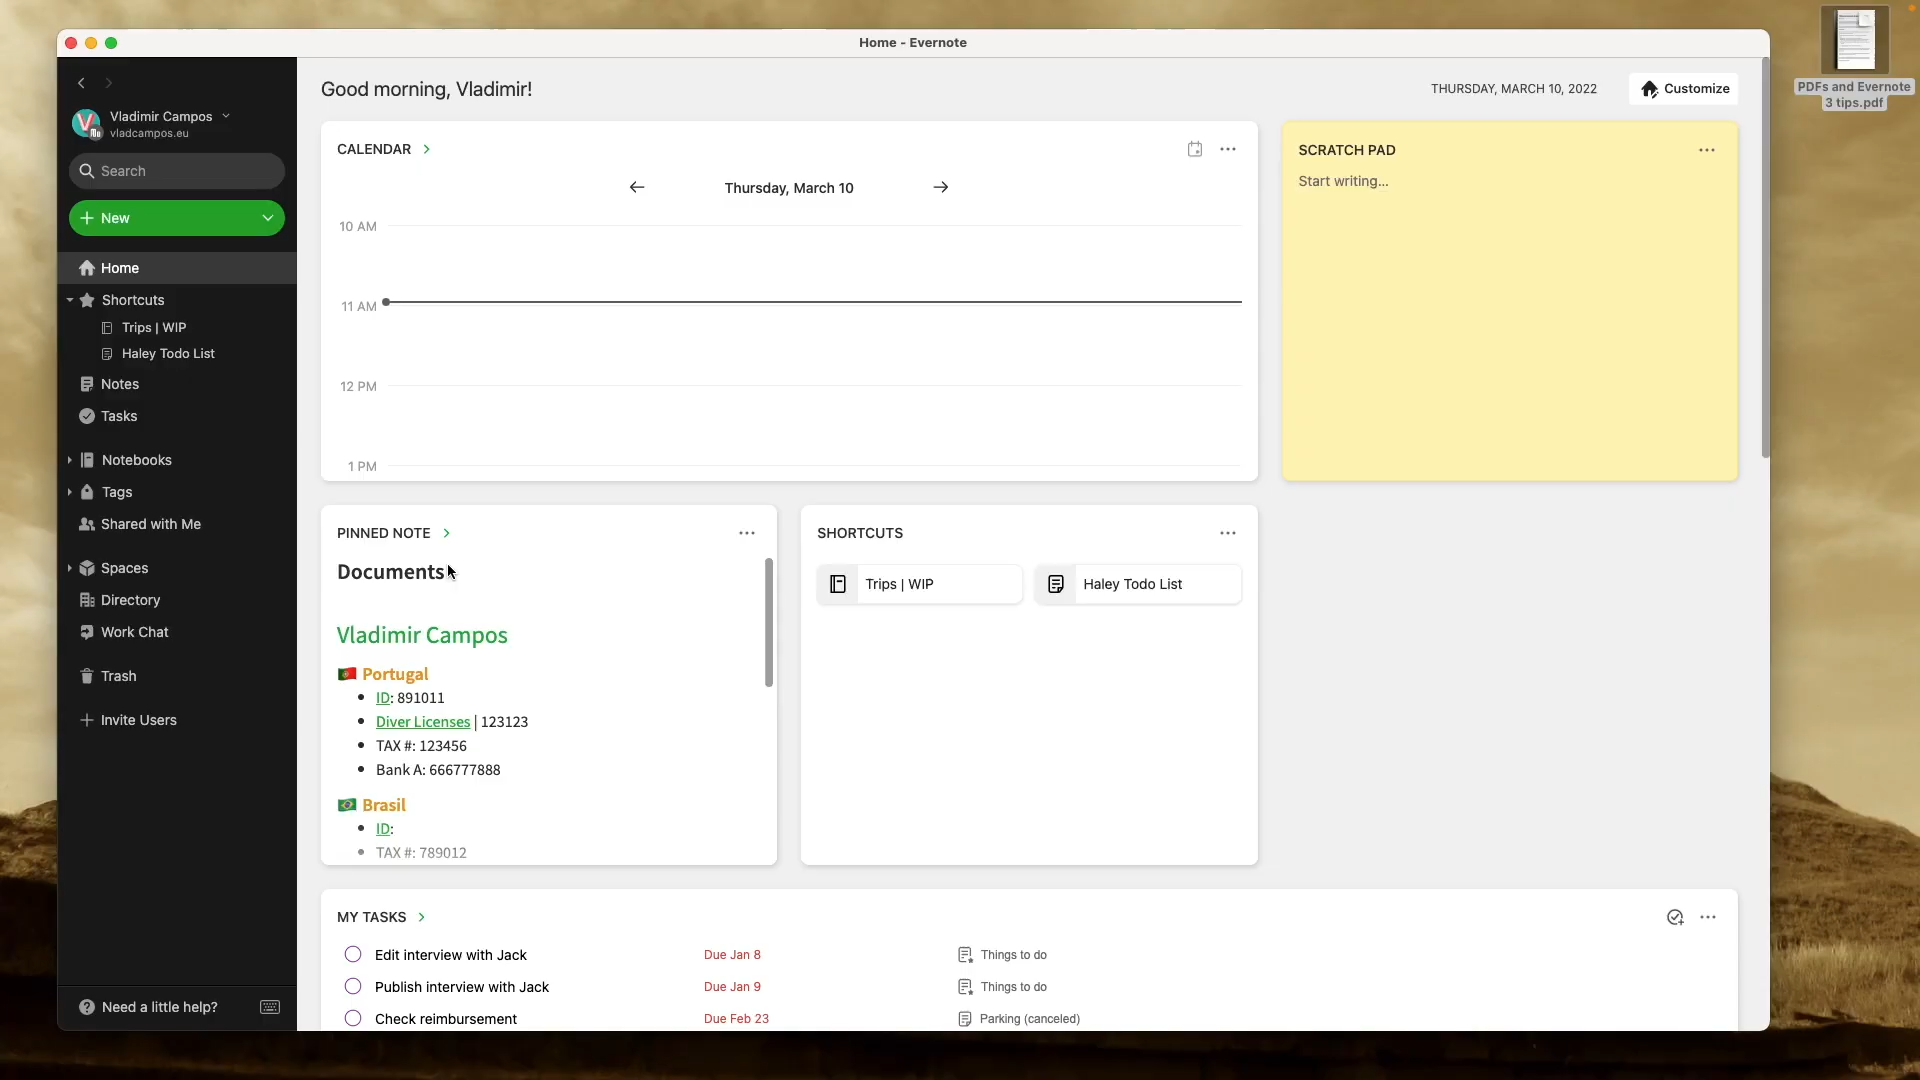 Home - Evernote
PDFs and Evernote
3 tips.pdf
Vladimir Campos
vladcampos.eu
Search
New
Home
Shortcuts
Trips | WIP
Haley Todo List
Notes
Tasks
Notebooks
Tags
Shared with Me
Spaces
Directory
Work Chat
Trash
Invite Users
Need a little help?
Good morning, Vladimir!
THURSDAY, MARCH 10, 2022
Customize
CALENDAR
Thursday, March 10
10 AM
11 AM
12 PM
1 PM
SCRATCH PAD
Start writing...
PINNED NOTE
Documents
Vladimir Campos
🇵🇹 Portugal
• ID: 891011
• Diver Licenses | 123123
• TAX #: 123456
• Bank A: 666777888
🇧🇷 Brasil
• ID:
• TAX #: 789012
SHORTCUTS
Trips | WIP
Haley Todo List
MY TASKS
Edit interview with Jack Due Jan 8 Things to do
Publish interview with Jack Due Jan 9 Things to do
Check reimbursement Due Feb 23 Parking (canceled)